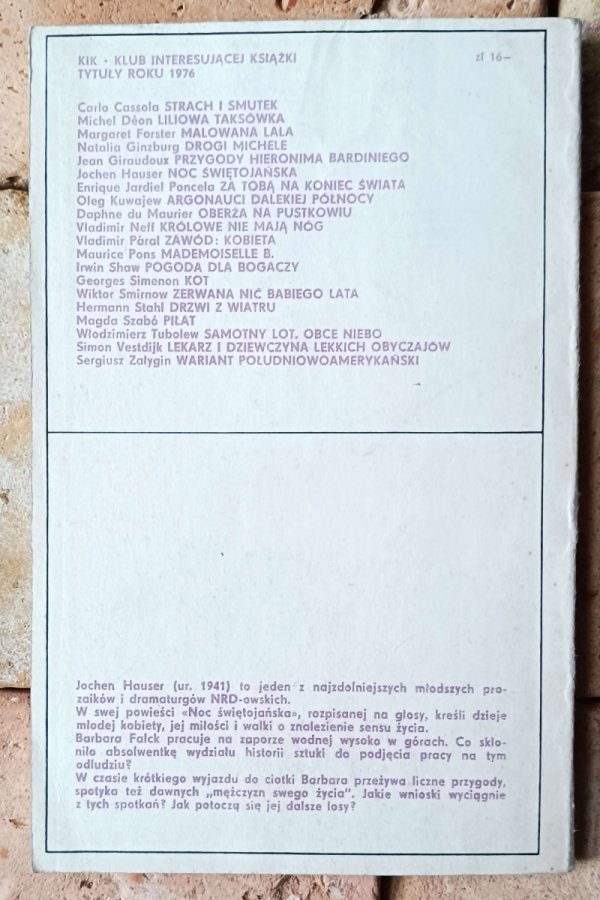 KIK · KLUB INTERESUJĄCEJ KSIĄŻKI
zł 16—
TYTUŁY ROKU 1976
Carlo Cassola STRACH I SMUTEK
Michel Déon LILIOWA TAKSÓWKA
Margaret Forster MALOWANA LALA
Natalia Ginzburg DROGI MICHELE
Jean Giraudoux PRZYGODY HIERONIMA BARDINIEGO
Jochen Hauser NOC ŚWIĘTOJAŃSKA
Enrique Jardiel Poncela ZA TOBĄ NA KONIEC ŚWIATA
Oleg Kuwajew ARGONAUCI DALEKIEJ PÓŁNOCY
Daphne du Maurier OBERŻA NA PUSTKOWIU
Vladimir Neff KRÓLOWE NIE MAJĄ NÓG
Vladimir Páral ZAWÓD: KOBIETA
Maurice Pons MADEMOISELLE B.
Irwin Shaw POGODA DLA BOGACZY
Georges Simenon KOT
Wiktor Smirnow ZERWANA NIĆ BABIEGO LATA
Hermann Stahl DRZWI Z WIATRU
Magda Szabó PIŁAT
Włodzimierz Tubolew SAMOTNY LOT. OBCE NIEBO
Simon Vestdijk LEKARZ I DZIEWCZYNA LEKKICH OBYCZAJÓW
Sergiusz Załygin WARIANT POŁUDNIOWOAMERYKAŃSKI
Jochen Hauser (ur. 1941) to jeden z najzdolniejszych młodszych pro-
zaików i dramaturgów NRD-owskich.
W swej powieści «Noc świętojańska», rozpisanej na głosy, kreśli dzieje
młodej kobiety, jej miłości i walki o znalezienie sensu życia.
Barbara Falck pracuje na zaporze wodnej wysoko w górach. Co skło-
niło absolwentkę wydziału historii sztuki do podjęcia pracy na tym
odludziu?
W czasie krótkiego wyjazdu do ciotki Barbara przeżywa liczne przygody,
spotyka też dawnych „mężczyzn swego życia". Jakie wnioski wyciągnie
z tych spotkań? Jak potoczą się jej dalsze losy?